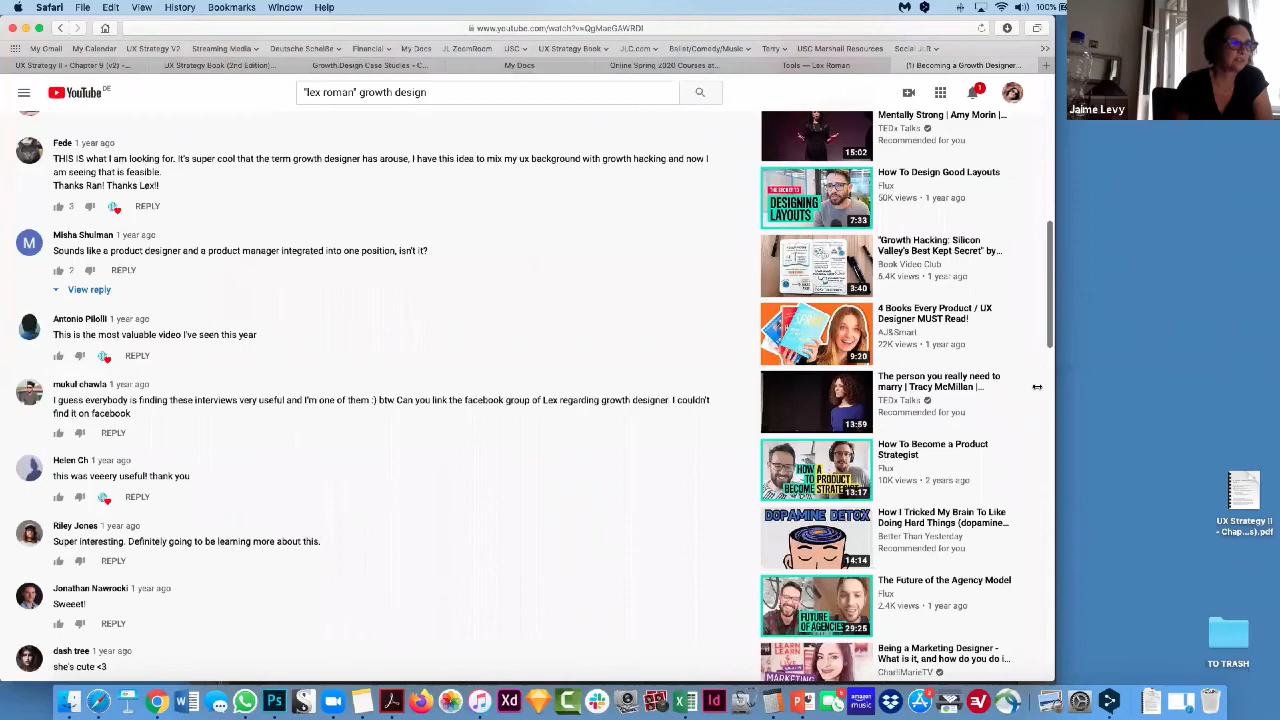 Safari File Edit View History Bookmarks Window Help 100%
www.youtube.com/watch?v=QgMaeGAWRDI
My Gmail My Calendar UX Strategy V2 Streaming Media Deutsche Scheiße Financial My Docs JL ZoomRoom USC UX Strategy BOX JLD.com Bsliet/Comedy/Music Terry USC Marshall Resources Social JLR
UX Strategy II - Chapter 9 (v2) -... UX Strategy Book (2nd Edition)... Growth.Design Case Studies - C... My Docs Online Spring 2020 Courses at... Tools — Lex Roman (1) Becoming a Growth Designer...
YouTube DE
"lex roman" growth design
1
Jaime Levy
Fede 1 year ago
THIS IS what I am looking for. It's super cool that the term growth designer has arouse, I have this idea to mix my ux background with growth hacking and now I
am seeing that is feasible.
Thanks Ran! Thanks Lex!!
3 REPLY
M
Misha Shulman 1 year ago
Sounds like a product designer and a product manager integrated into one position, isn't it?
2 REPLY
View reply
Antonio Pilolli 1 year ago
This is the most valuable video I've seen this year
REPLY
mukul chawla 1 year ago
I guess everybody is finding these interviews very useful and I'm one of them :) btw Can you link the facebook group of Lex regarding growth designer. I couldn't
find it on facebook
REPLY
Helen Ch 1 year ago
this was veeery useful! thank you
REPLY
Riley Jenes 1 year ago
Super interesting. Definitely going to be learning more about this.
REPLY
Jonathan Nawrocki 1 year ago
Sweeet!
REPLY
dash tree 1 year ago
she's cute <3
Mentally Strong | Amy Morin |...
TEDx Talks
Recommended for you
15:02
How To Design Good Layouts
Flux
50K views • 1 year ago
DESIGNING
LAYOUTS
7:33
"Growth Hacking: Silicon
Valley's Best Kept Secret" by...
Book Video Club
6.4K views • 1 year ago
3:40
4 Books Every Product / UX
Designer MUST Read!
AJ&Smart
22K views • 1 year ago
9:20
The person you really need to
marry | Tracy McMillan |...
TEDx Talks
Recommended for you
13:59
How To Become a Product
Strategist
Flux
10K views • 2 years ago
HOW
TO
BECOME
A
PRODUCT
STRATEGIST
13:17
How I Tricked My Brain To Like
Doing Hard Things (dopamine...
Better Than Yesterday
Recommended for you
DOPAMINE DETOX
14:14
The Future of the Agency Model
Flux
2.4K views • 1 year ago
FUTURE
OF AGENCIES
29:25
Being a Marketing Designer -
What is it, and how do you do i...
CharliMarieTV
MARKETING
UX Strategy II
- Chap...s).pdf
TO TRASH